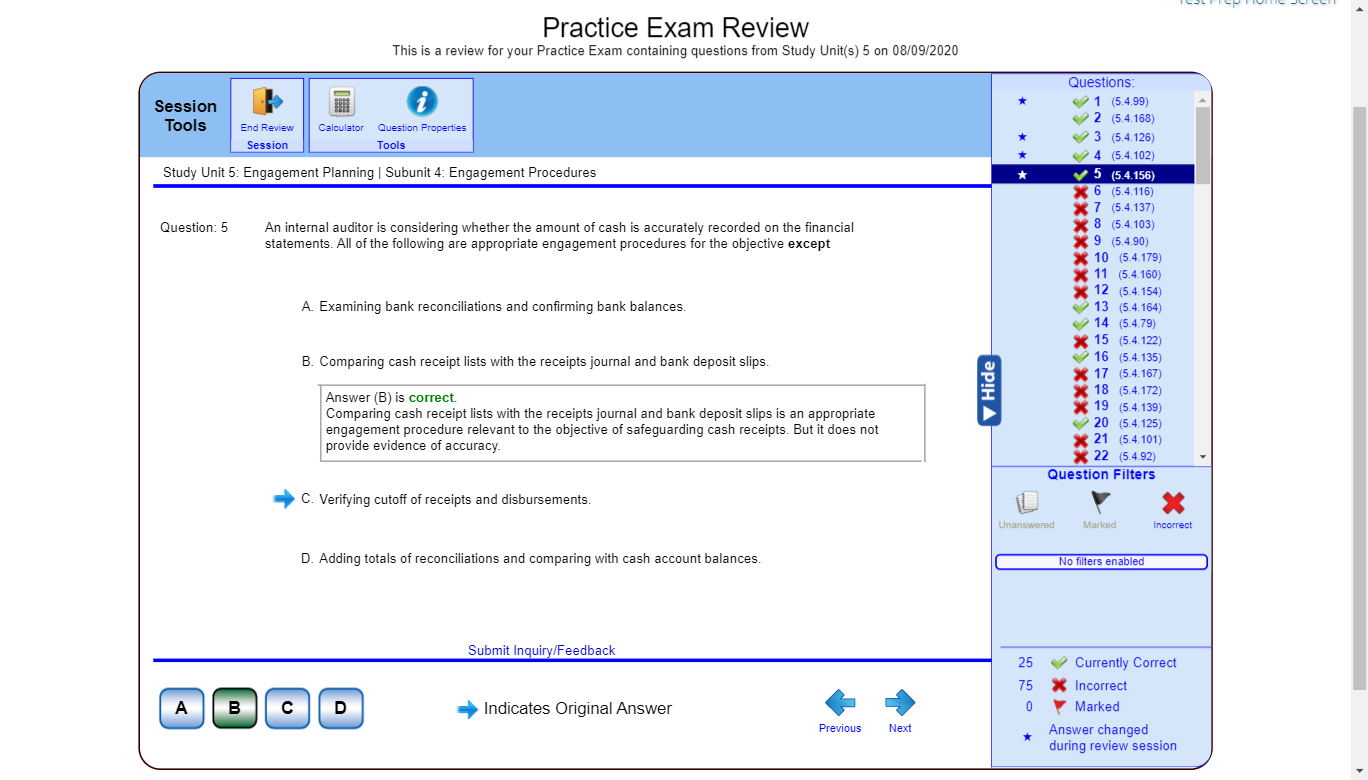 Test Prep Home Screen
Practice Exam Review
This is a review for your Practice Exam containing questions from Study Unit(s) 5 on 08/09/2020
Session Tools
End Review
Session
Calculator
Question Properties
Tools
Study Unit 5: Engagement Planning | Subunit 4: Engagement Procedures
Question: 5
An internal auditor is considering whether the amount of cash is accurately recorded on the financial
statements. All of the following are appropriate engagement procedures for the objective except
A. Examining bank reconciliations and confirming bank balances.
B. Comparing cash receipt lists with the receipts journal and bank deposit slips.
Answer (B) is correct.
Comparing cash receipt lists with the receipts journal and bank deposit slips is an appropriate
engagement procedure relevant to the objective of safeguarding cash receipts. But it does not
provide evidence of accuracy.
C. Verifying cutoff of receipts and disbursements.
D. Adding totals of reconciliations and comparing with cash account balances.
Submit Inquiry/Feedback
A B C D
Indicates Original Answer
Previous
Next
Hide
Questions:
1 (5.4.99)
2 (5.4.168)
3 (5.4.126)
4 (5.4.102)
5 (5.4.156)
6 (5.4.116)
7 (5.4.137)
8 (5.4.103)
9 (5.4.90)
10 (5.4.179)
11 (5.4.160)
12 (5.4.154)
13 (5.4.164)
14 (5.4.79)
15 (5.4.122)
16 (5.4.135)
17 (5.4.167)
18 (5.4.172)
19 (5.4.139)
20 (5.4.125)
21 (5.4.101)
22 (5.4.92)
Question Filters
Unanswered
Marked
Incorrect
No filters enabled
25 Currently Correct
75 Incorrect
0 Marked
Answer changed
during review session